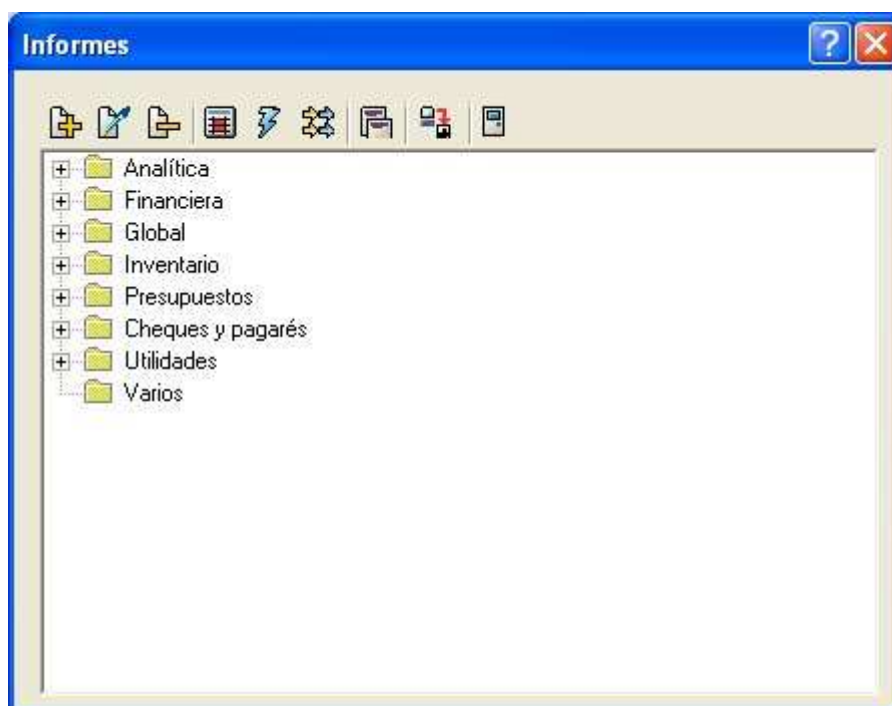 Informes
Analítica
Financiera
Global
Inventario
Presupuestos
Cheques y pagarés
Utilidades
Varios